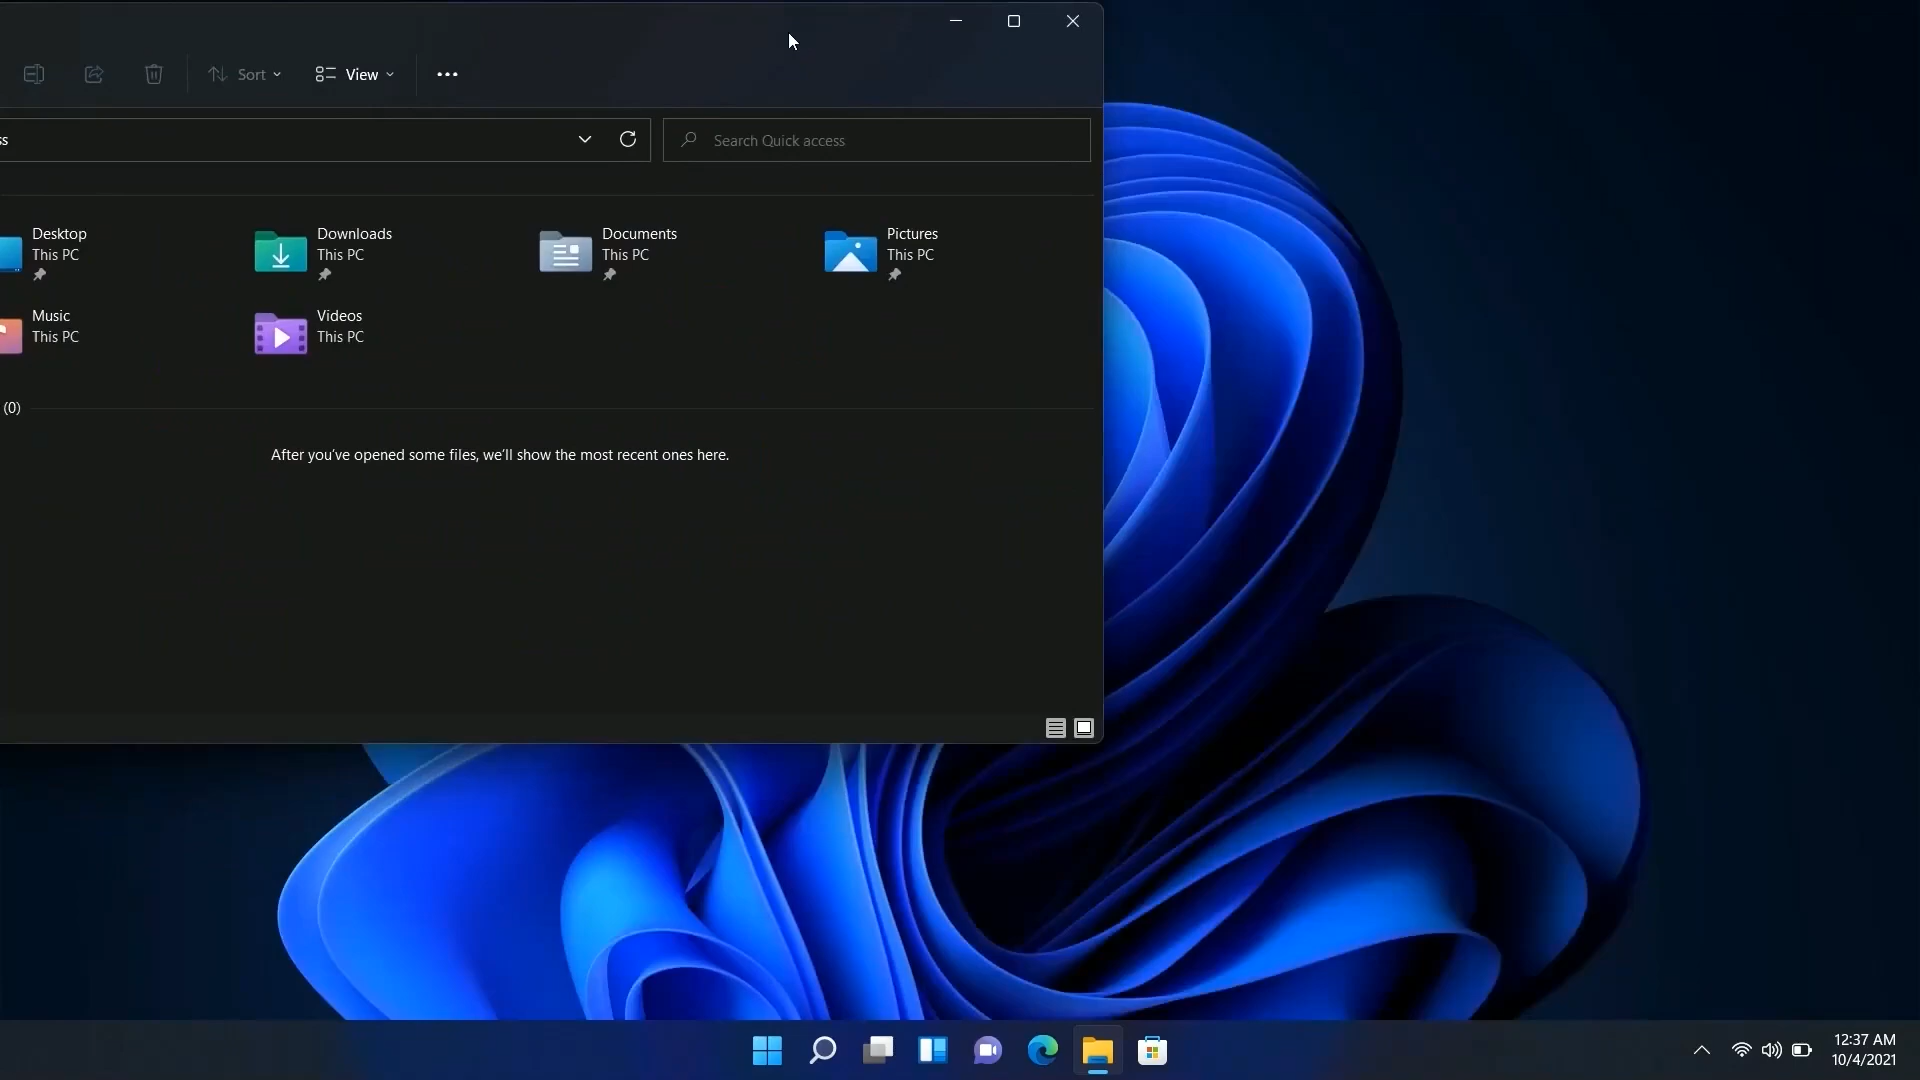 Sort
View
ss
Search Quick access
Desktop
This PC
Downloads
This PC
Documents
This PC
Pictures
This PC
Music
This PC
Videos
This PC
(0)
After you've opened some files, we'll show the most recent ones here.
12:37 AM
10/4/2021